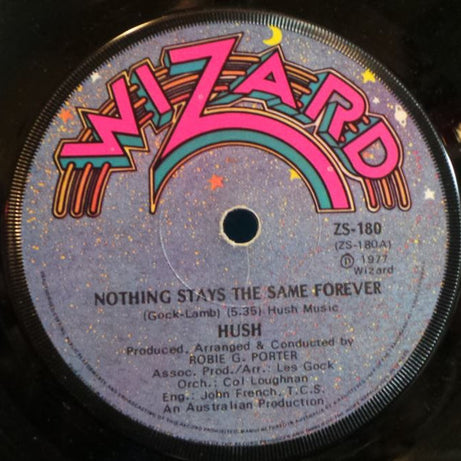 WIZARD
ZS-180
(ZS-180A)
Ⓟ 1977
Wizard
NOTHING STAYS THE SAME FOREVER
(Gock-Lamb) (5.35) Hush Music
HUSH
Produced, Arranged & Conducted by
ROBIE G. PORTER
Assoc. Prod./Arr.: Les Gock
Orch.: Col Loughnan
Eng.: John French, T.C.S.
An Australian Production